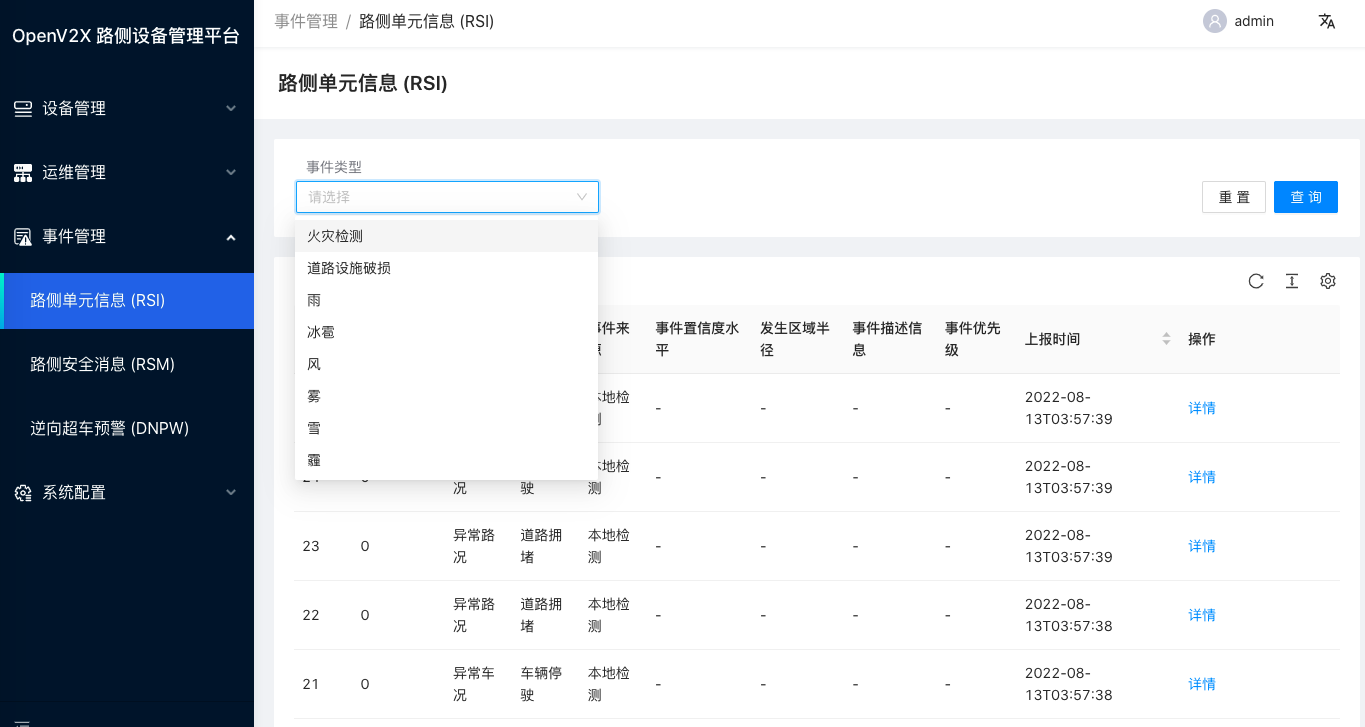 OpenV2X 路侧设备管理平台
设备管理
运维管理
事件管理
路侧单元信息 (RSI)
路侧安全消息 (RSM)
逆向超车预警 (DNPW)
系统配置
事件管理 / 路侧单元信息 (RSI)
admin
路侧单元信息 (RSI)
事件类型
请选择
重 置
查 询
火灾检测
道路设施破损
雨
冰雹
风
雾
雪
霾
事件来
事件置信度水
平
发生区域半
径
事件描述信
息
事件优先
级
上报时间
操作
本地检
- - - -
2022-08-
13T03:57:39
详情
况
驶
本地检
测
- - - -
2022-08-
13T03:57:39
详情
23 0
异常路
况
道路拥
堵
本地检
测
- - - -
2022-08-
13T03:57:39
详情
22 0
异常路
况
道路拥
堵
本地检
测
- - - -
2022-08-
13T03:57:38
详情
21 0
异常车
况
车辆停
驶
本地检
测
- - - -
2022-08-
13T03:57:38
详情